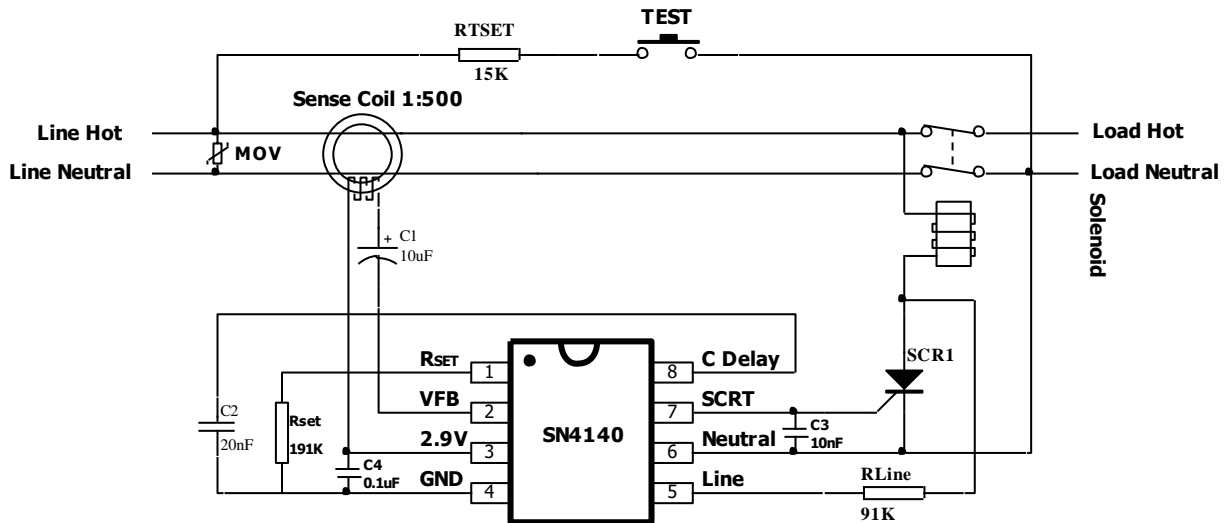 TEST
RTSET
15K
Sense Coil 1:500
Line Hot
MOV
Line Neutral
Load Hot
Load Neutral
Solenoid
+
C1
10uF
RSET
1
VFB
2
2.9V
3
GND
4
SN4140
C Delay
8
SCRT
7
Neutral
6
Line
5
SCR1
C2
20nF
Rset
191K
C4
0.1uF
C3
10nF
RLine
91K